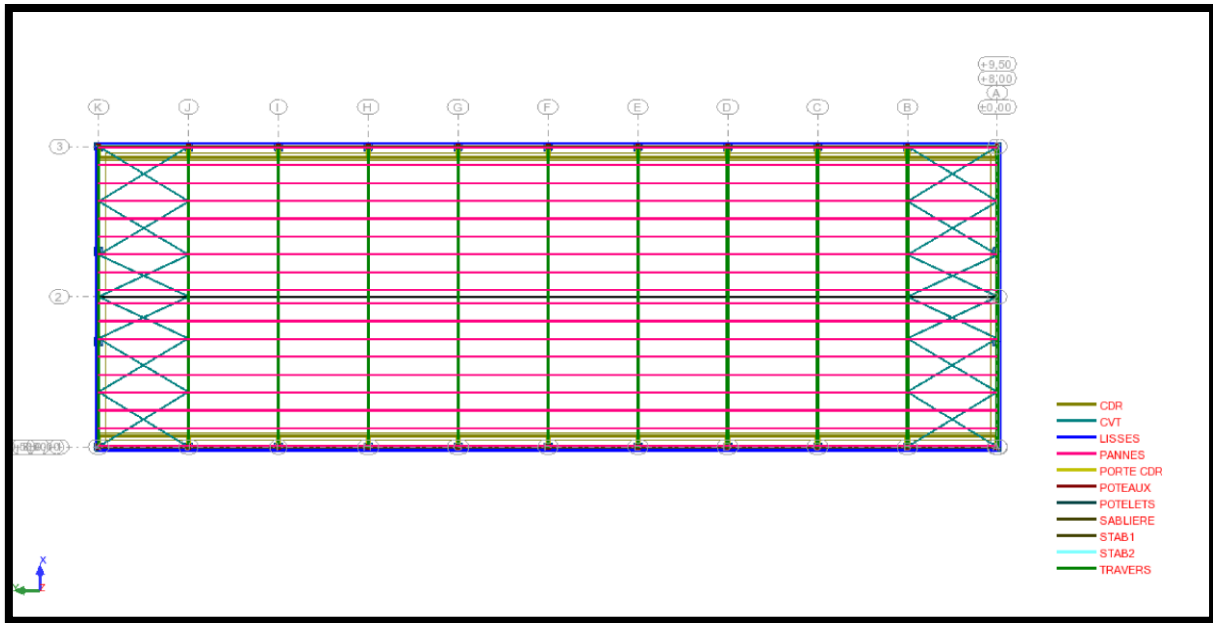 +9,50
+8,00
A
±0,00
K J I H G F E D C B
3
2
CDR
CVT
LISSES
PANNES
PORTE CDR
POTEAUX
POTELETS
SABLIERE
STAB1
STAB2
TRAVERS
X
Z